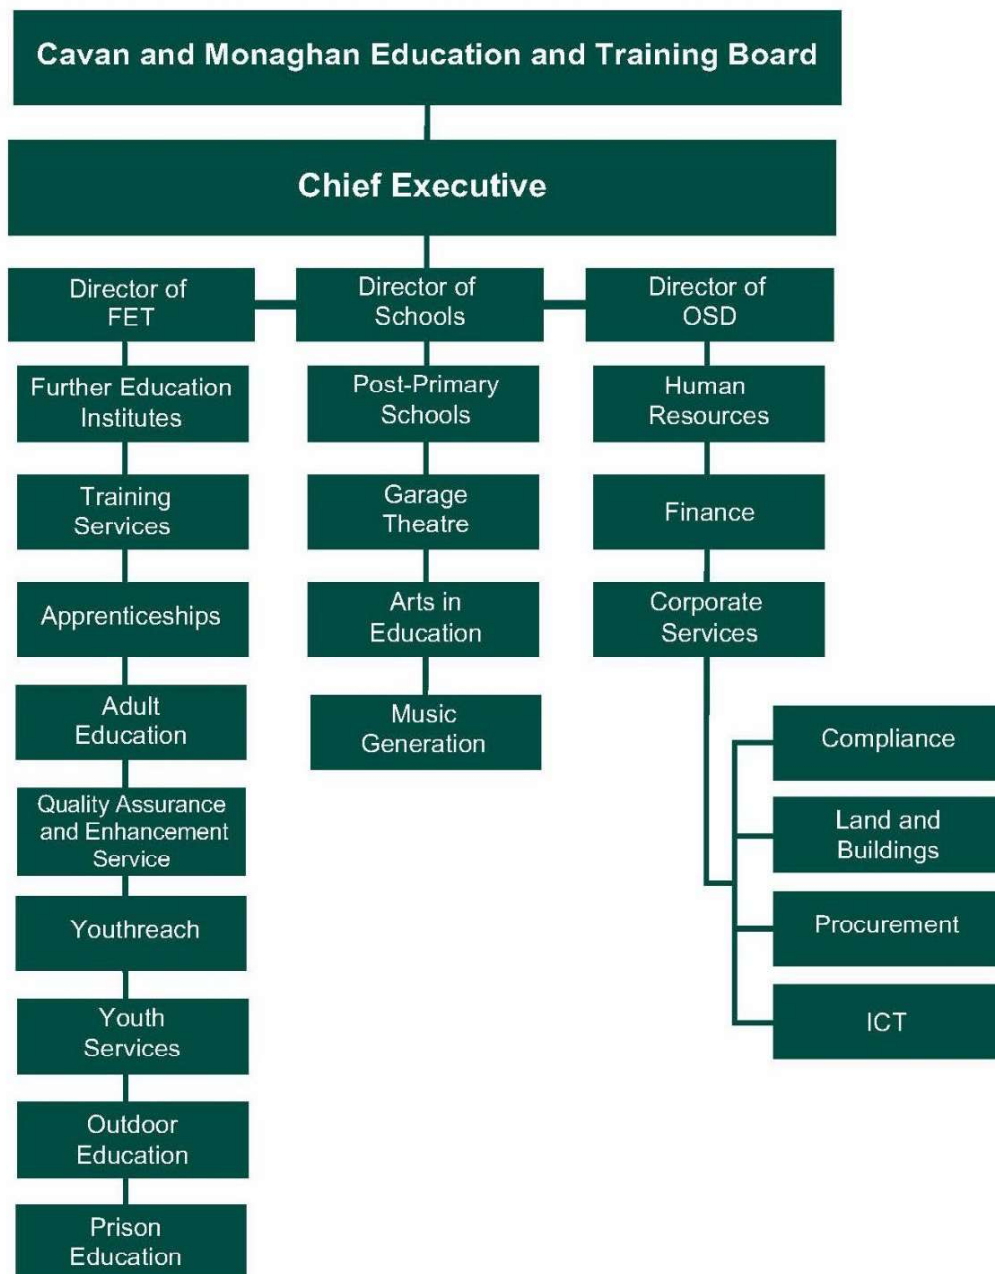 Cavan and Monaghan Education and Training Board
Chief Executive
Director of
FET
Director of
Schools
Director of
OSD
Further Education
Institutes
Post-Primary
Schools
Human
Resources
Training
Services
Garage
Theatre
Finance
Apprenticeships
Arts in
Education
Corporate
Services
Adult
Education
Music
Generation
Compliance
Quality Assurance
and Enhancement
Service
Land and
Buildings
Youthreach
Procurement
Youth
Services
ICT
Outdoor
Education
Prison
Education